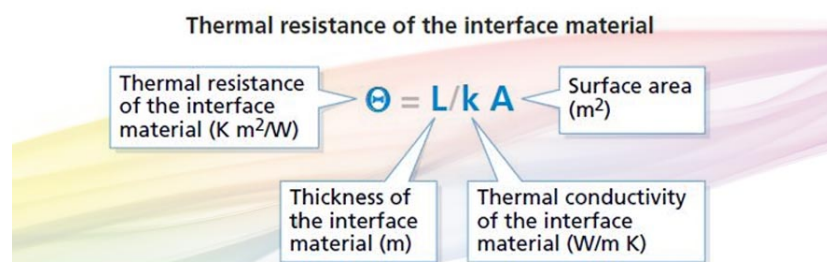 Thermal resistance of the interface material
Thermal resistance
of the interface
material (K m²/W)
Θ = L/k A
Surface area
(m²)
Thickness of
the interface
material (m)
Thermal conductivity
of the interface
material (W/m K)